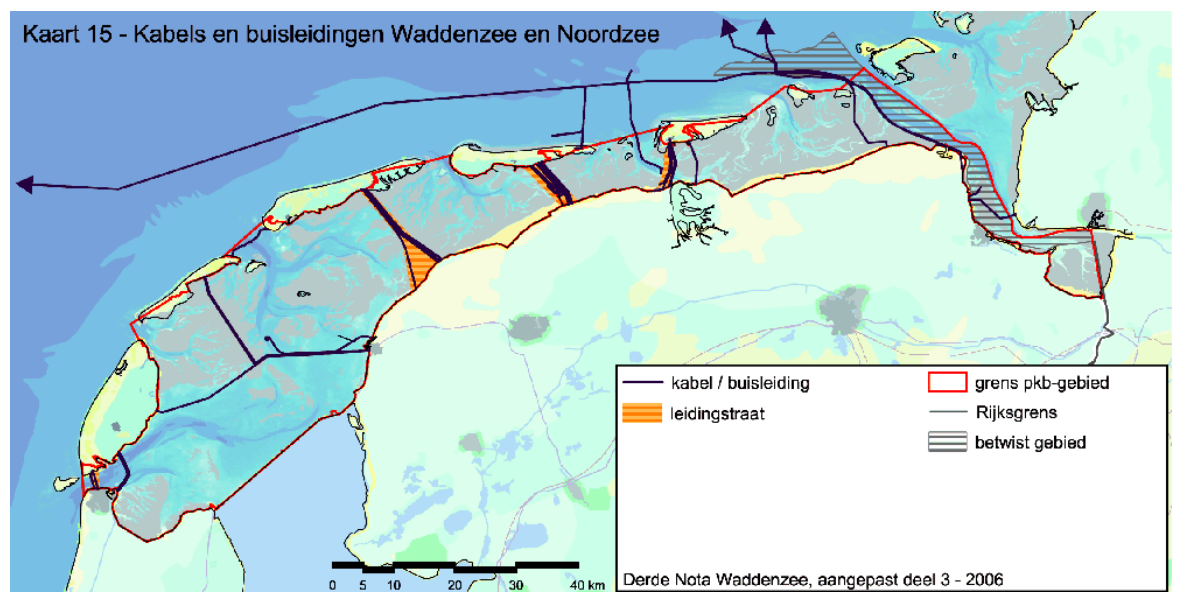 Kaart 15 - Kabels en buisleidingen Waddenzee en Noordzee
kabel / buisleiding
leidingstraat
grens pkb-gebied
Rijksgrens
betwist gebied
0 5 10 20 30 40 km
Derde Nota Waddenzee, aangepast deel 3 - 2006